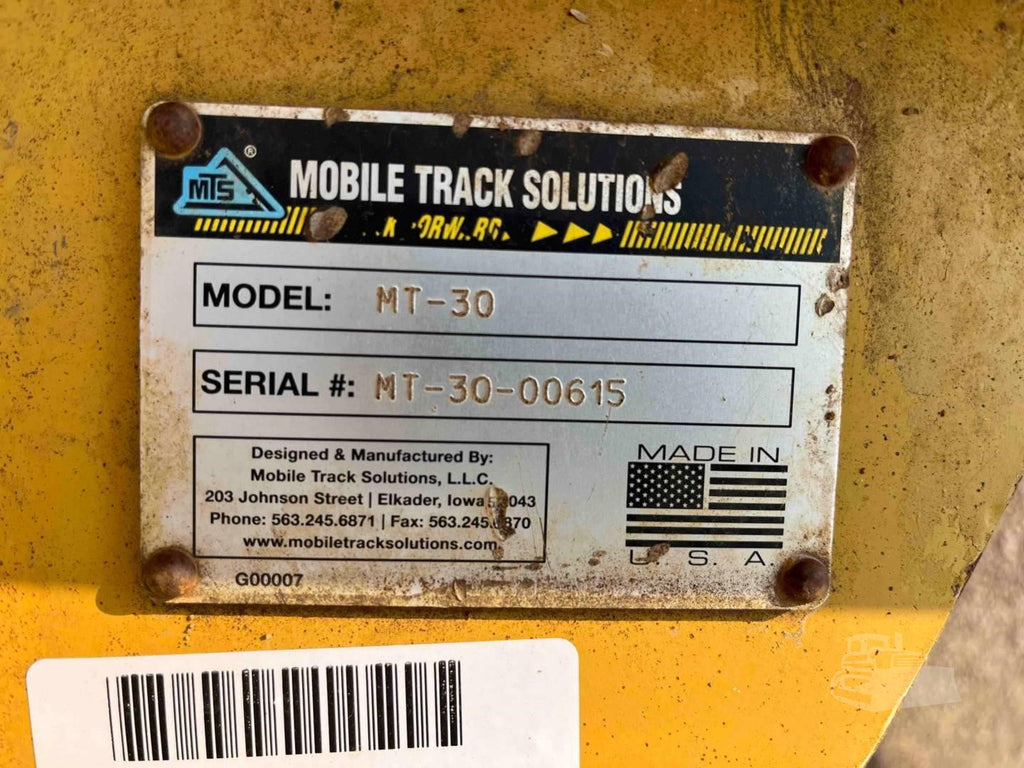 MTS ®
MOBILE TRACK SOLUTIONS
MODEL: MT-30
SERIAL #: MT-30-00615
Designed & Manufactured By:
Mobile Track Solutions, L.L.C.
203 Johnson Street | Elkader, Iowa
Phone: 563.245.6871 | Fax:
www.mobiletracksolutions.com
G00007
MADE IN
U. S. A.